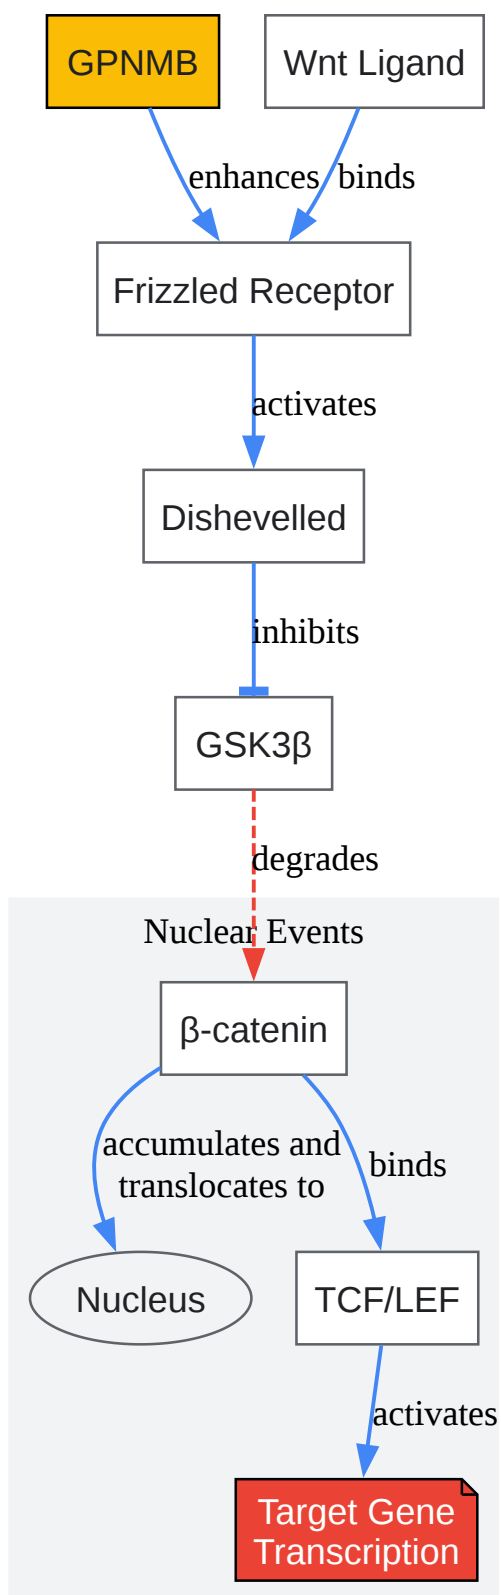 GPNMB
Wnt Ligand
enhances
binds
Frizzled Receptor
activates
Dishevelled
inhibits
GSK3β
degrades
Nuclear Events
β-catenin
accumulates and
translocates to
binds
Nucleus
TCF/LEF
activates
Target Gene
Transcription